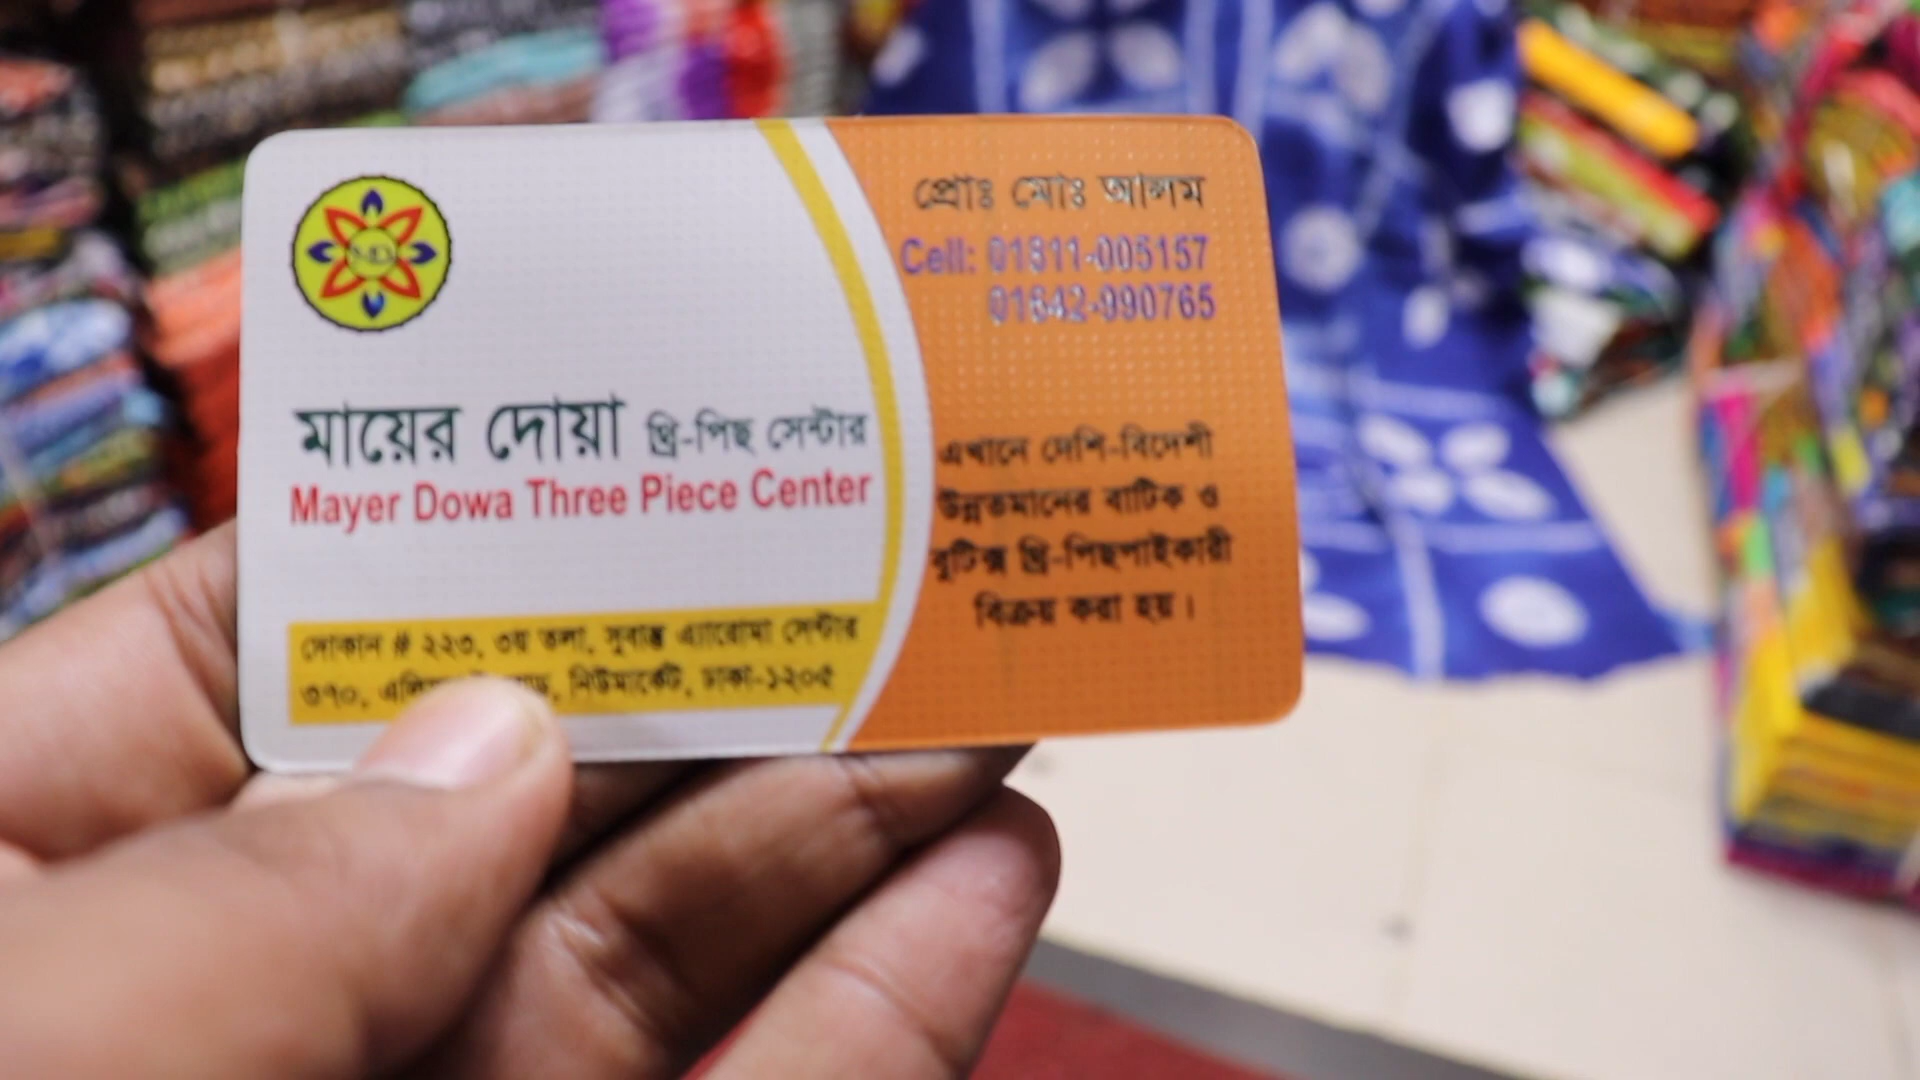 MD
মায়ের দোয়া থ্রি-পিছ সেন্টার
Mayer Dowa Three Piece Center
দোকান # ২২৩, ৩য় তলা, সুবাস্তু এ্যারোমা সেন্টার
৩৭০, নিউমার্কেট, ঢাকা-১২০৫
প্রোঃ মোঃ আলম
Cell: 01811-005157
01642-990765
এখানে দেশি-বিদেশী
উন্নতমানের বাটিক ও
বুটিক্স থ্রি-পিছপাইকারী
বিক্রয় করা হয়।